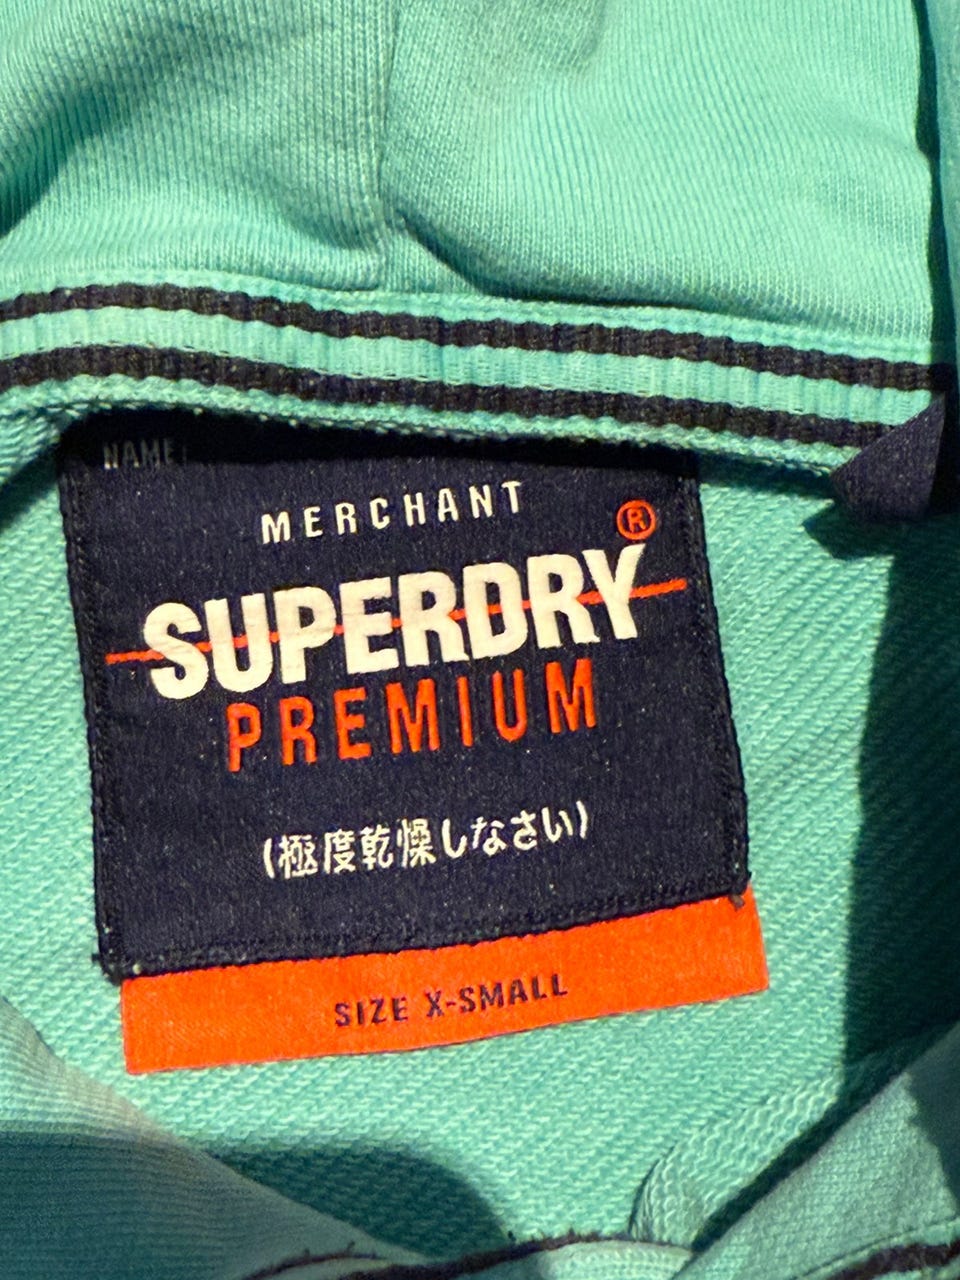 NAME:
MERCHANT
SUPERDRY®
PREMIUM
(極度乾燥しなさい)
SIZE X-SMALL